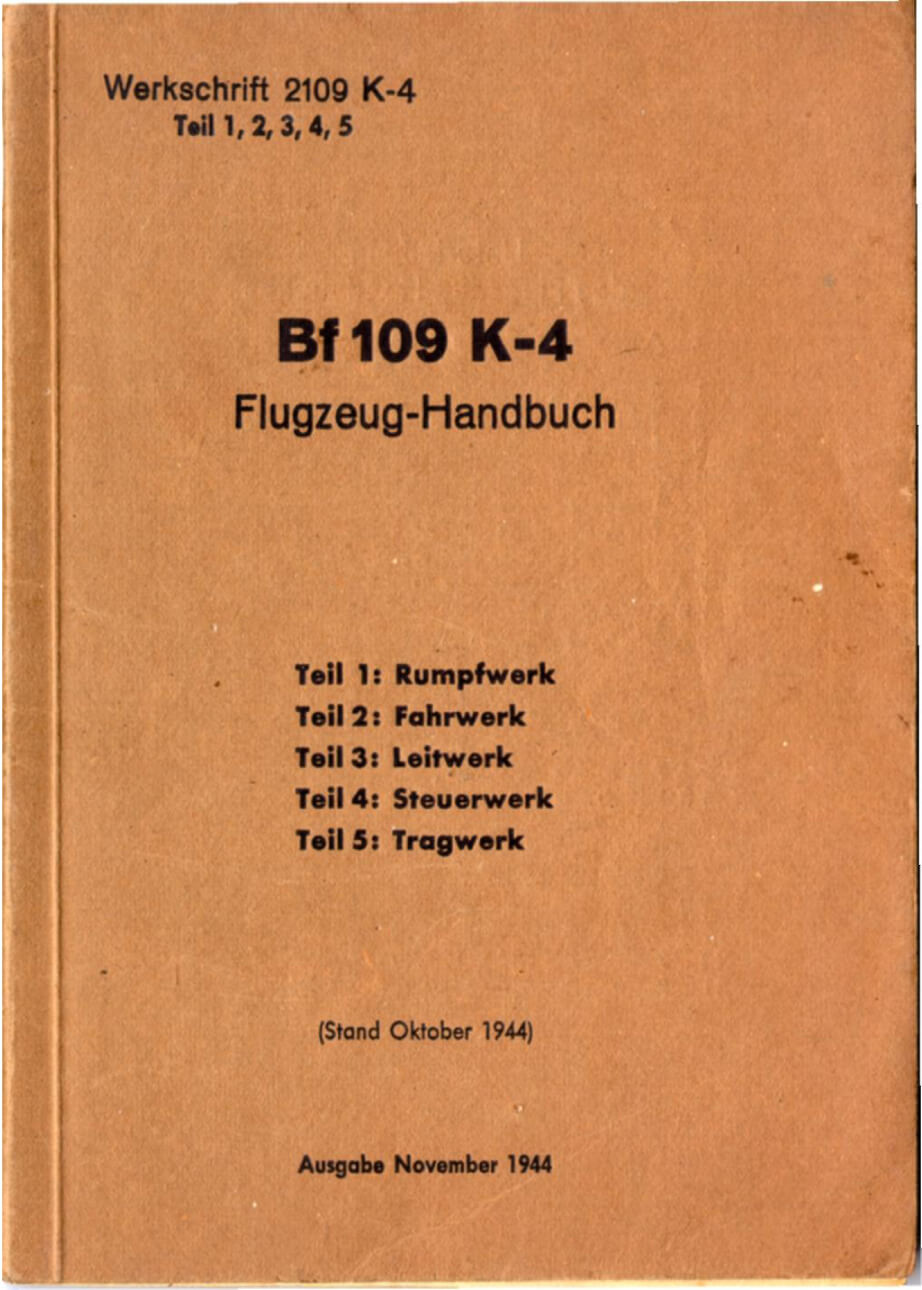 Werkschrift 2109 K-4
Teil 1, 2, 3, 4, 5
Bf 109 K-4
Flugzeug-Handbuch
Teil 1: Rumpfwerk
Teil 2: Fahrwerk
Teil 3: Leitwerk
Teil 4: Steuerwerk
Teil 5: Tragwerk
(Stand Oktober 1944)
Ausgabe November 1944